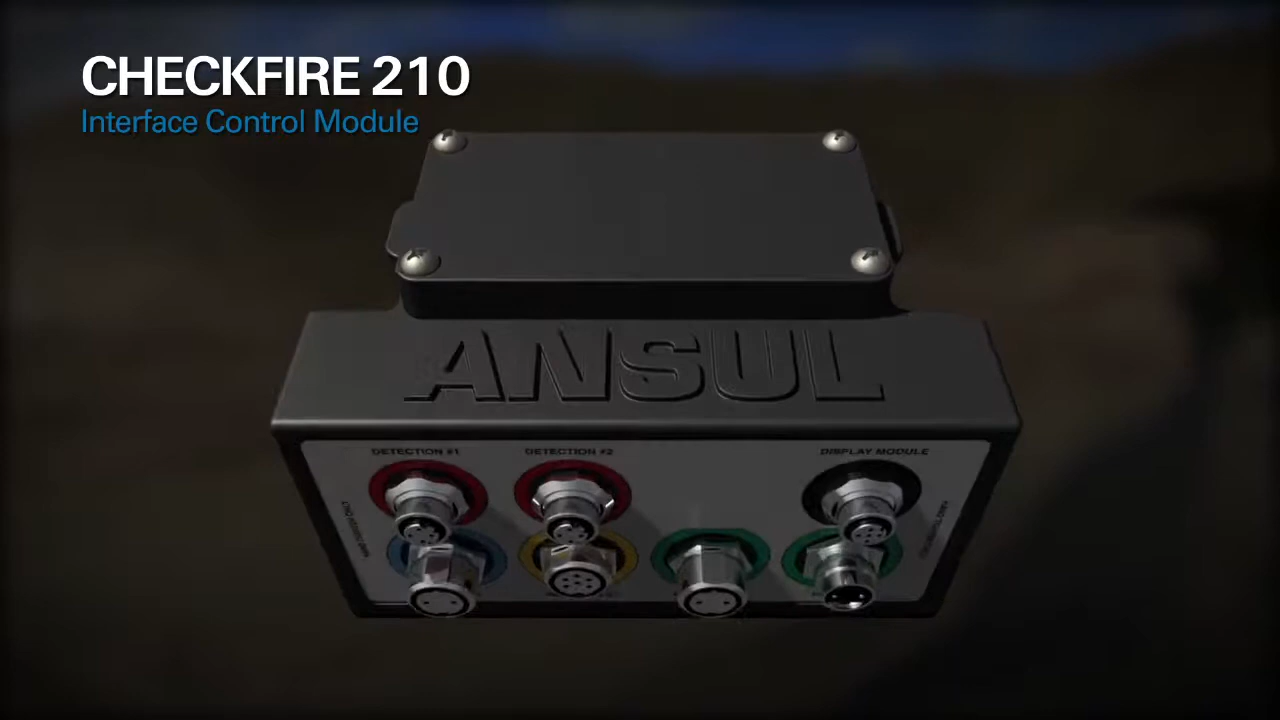 CHECKFIRE 210
Interface Control Module
ANSUL
DETECTION #1
DETECTION #2
DISPLAY MODULE